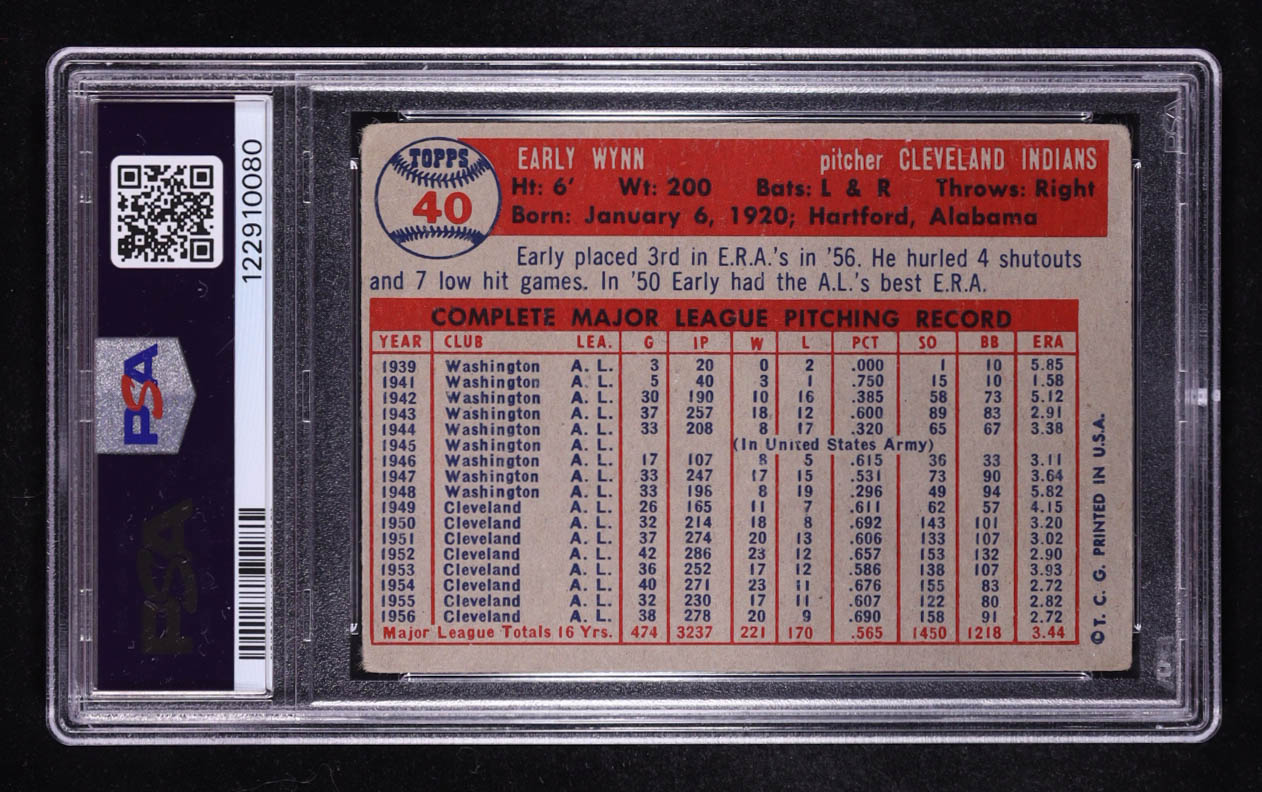 122910080
PSA
PSA
TOPPS
40
EARLY WYNN pitcher CLEVELAND INDIANS
Ht: 6' Wt: 200 Bats: L & R Throws: Right
Born: January 6, 1920; Hartford, Alabama
Early placed 3rd in E.R.A.'s in '56. He hurled 4 shutouts
and 7 low hit games. In '50 Early had the A.L.'s best E.R.A.
COMPLETE MAJOR LEAGUE PITCHING RECORD
YEAR CLUB LEA. G IP W L PCT SO BB ERA
1939 Washington A. L. 3 20 0 2 .000 1 10 5.85
1941 Washington A. L. 5 40 3 1 .750 15 10 1.58
1942 Washington A. L. 30 190 10 16 .385 58 73 5.12
1943 Washington A. L. 37 257 18 12 .600 89 83 2.91
1944 Washington A. L. 33 208 8 17 .320 65 67 3.38
1945 Washington A. L. (In United States Army)
1946 Washington A. L. 17 107 8 5 .615 36 33 3.11
1947 Washington A. L. 33 247 17 15 .531 73 90 3.64
1948 Washington A. L. 33 198 8 19 .296 49 94 5.82
1949 Cleveland A. L. 26 165 11 7 .611 62 57 4.15
1950 Cleveland A. L. 32 214 18 8 .692 143 101 3.20
1951 Cleveland A. L. 37 274 20 13 .606 133 107 3.02
1952 Cleveland A. L. 42 286 23 12 .657 153 132 2.90
1953 Cleveland A. L. 36 252 17 12 .586 138 107 3.93
1954 Cleveland A. L. 40 271 23 11 .676 155 83 2.72
1955 Cleveland A. L. 32 230 17 11 .607 122 80 2.82
1956 Cleveland A. L. 38 278 20 9 .690 158 91 2.72
Major League Totals 16 Yrs. 474 3237 221 170 .565 1450 1218 3.44
© T. C. G. PRINTED IN U.S.A.